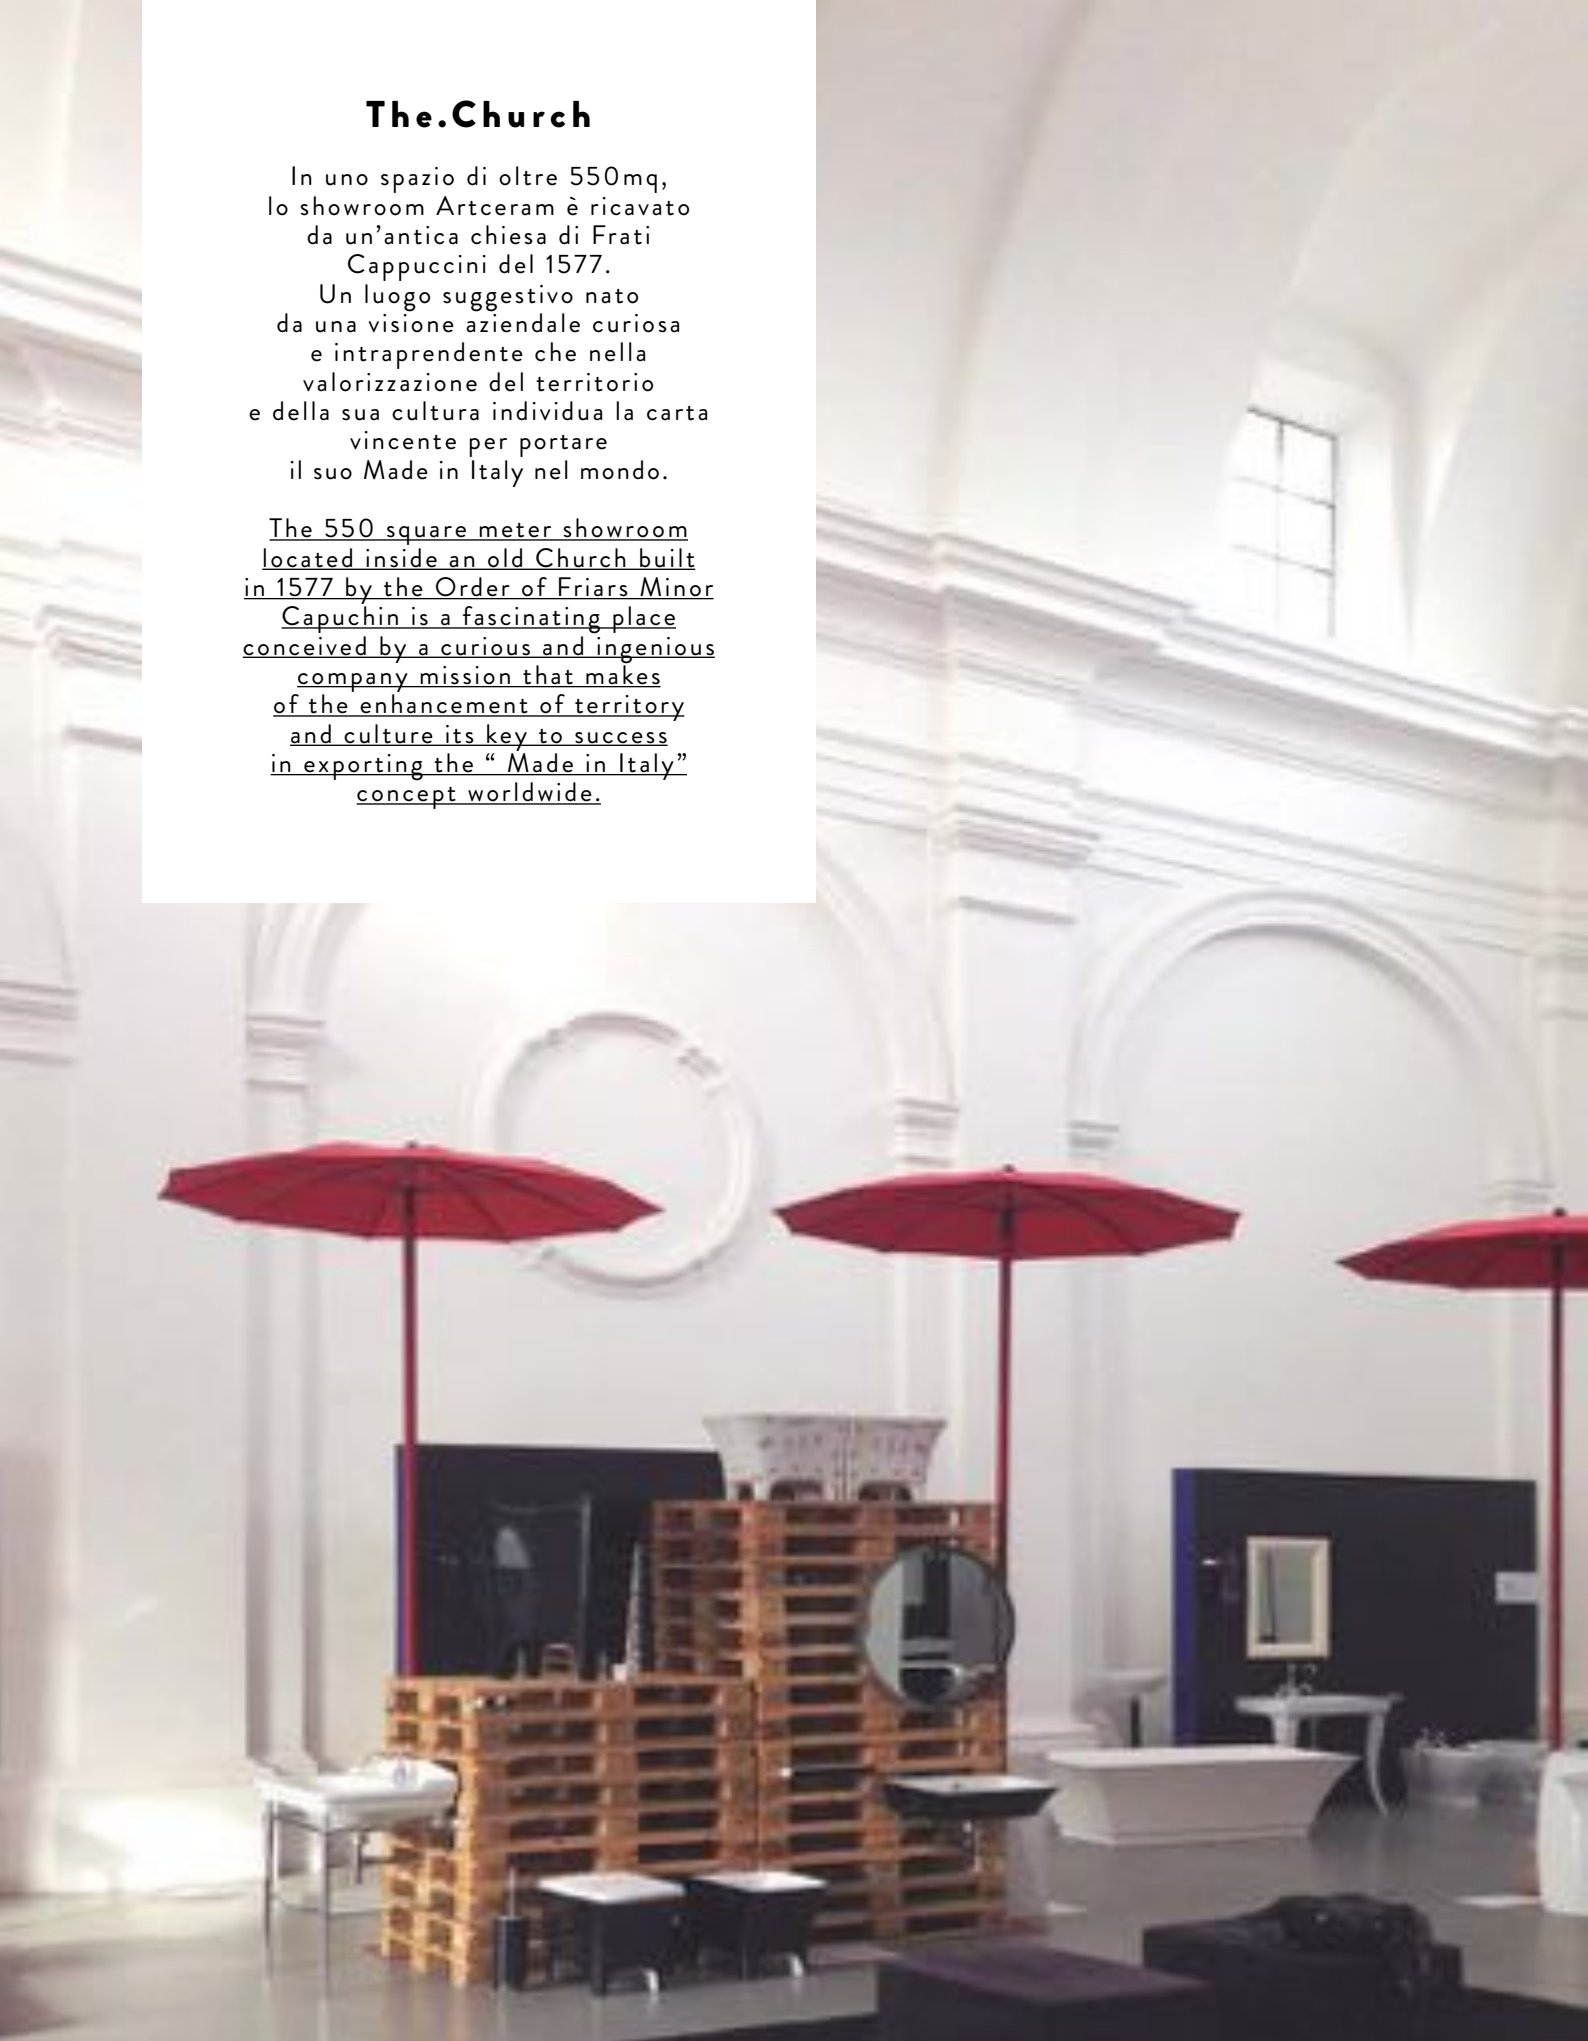 The.Church
In uno spazio di oltre 550mq,
lo showroom Artceram è ricavato
da un’antica chiesa di Frati
Cappuccini del 1577.
Un luogo suggestivo nato
da una visione aziendale curiosa
e intraprendente che nella
valorizzazione del territorio
e della sua cultura individua la carta
vincente per portare
il suo Made in Italy nel mondo.
The 550 square meter showroom
located inside an old Church built
in 1577 by the Order of Friars Minor
Capuchin is a fascinating place
conceived by a curious and ingenious
company mission that makes
of the enhancement of territory
and culture its key to success
in exporting the “ Made in Italy”
concept worldwide.